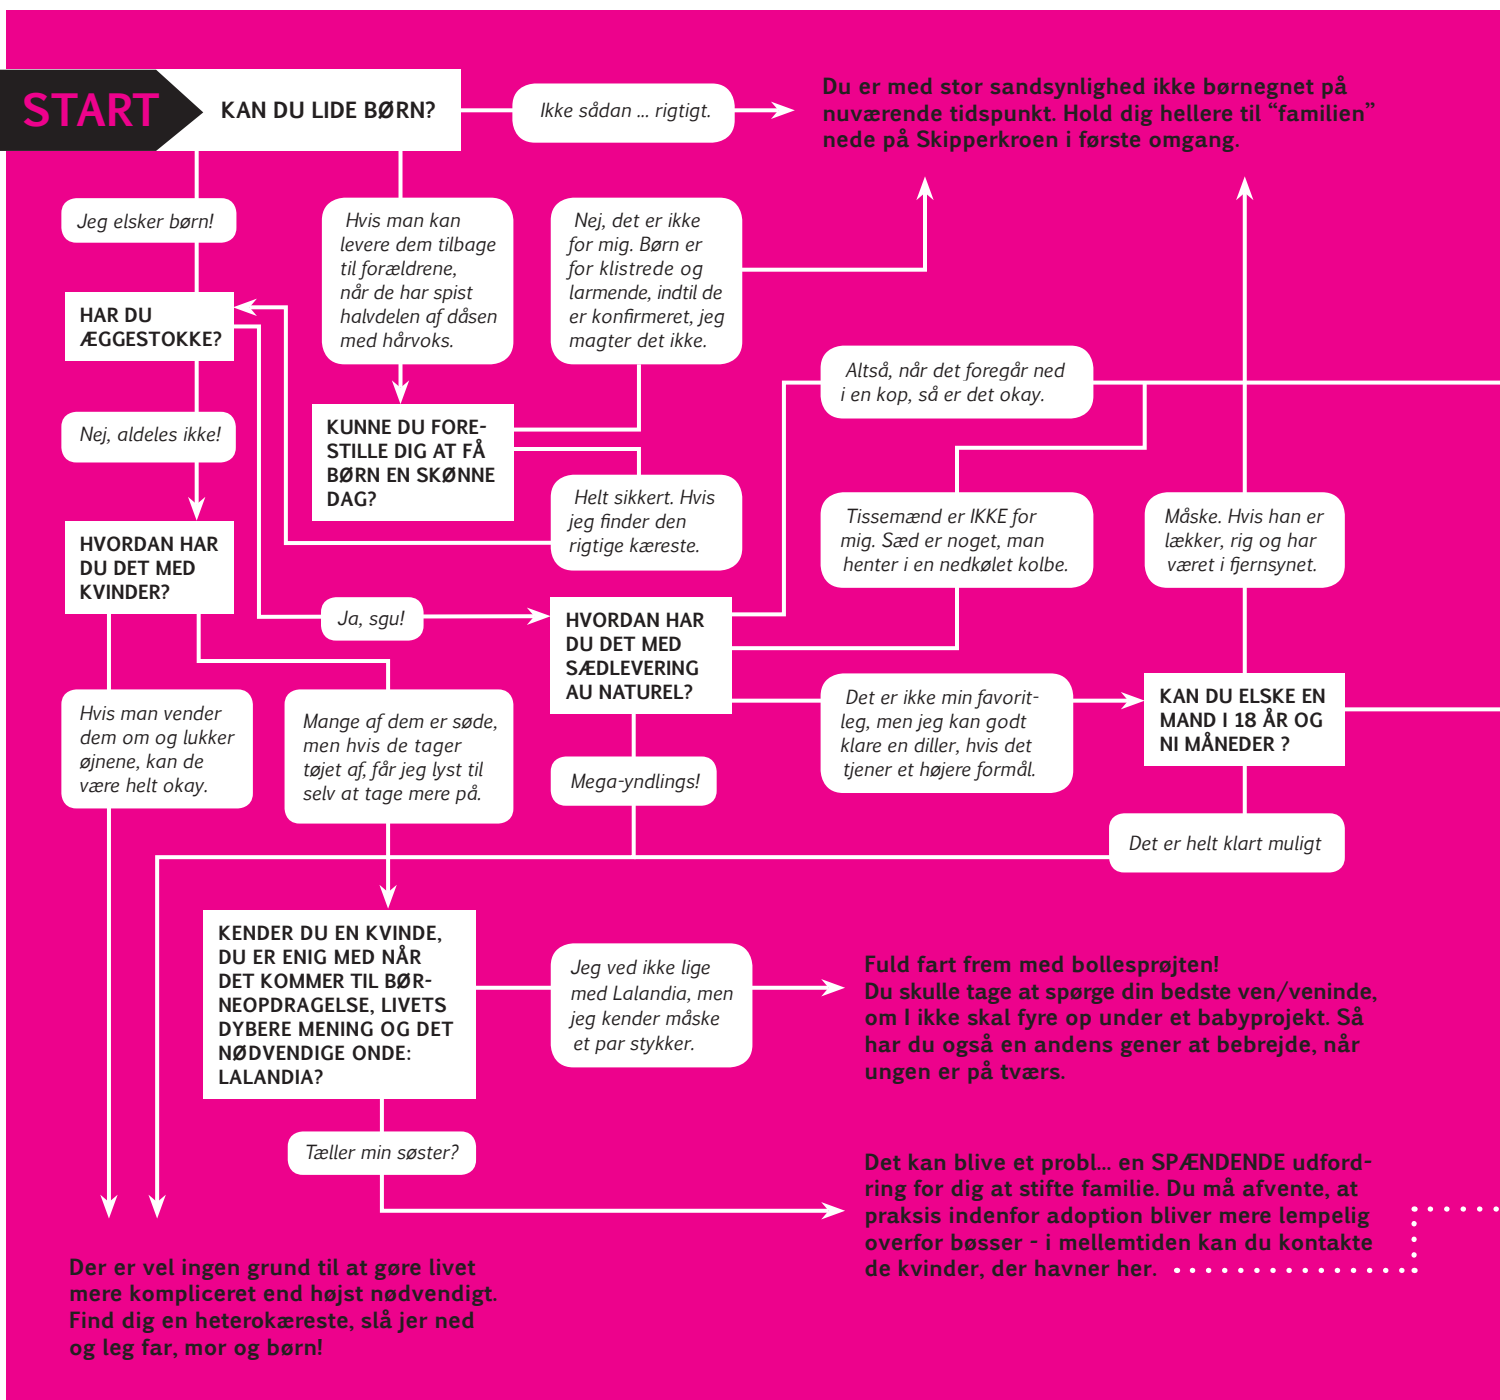 START
KAN DU LIDE BØRN?
Ikke sådan ... rigtigt.
Du er med stor sandsynlighed ikke børnegnet på
nuværende tidspunkt. Hold dig hellere til “familien”
nede på Skipperkroen i første omgang.
Jeg elsker børn!
Hvis man kan
levere dem tilbage
til forældrene,
når de har spist
halvdelen af dåsen
med hårvoks.
Nej, det er ikke
for mig. Børn er
for klistrede og
larmende, indtil de
er konfirmeret, jeg
magter det ikke.
HAR DU
ÆGGESTOKKE?
Altså, når det foregår ned
i en kop, så er det okay.
Nej, aldeles ikke!
KUNNE DU FORE-
STILLE DIG AT FÅ
BØRN EN SKØNNE
DAG?
Helt sikkert. Hvis
jeg finder den
rigtige kæreste.
Tissemænd er IKKE for
mig. Sæd er noget, man
henter i en nedkølet kolbe.
Måske. Hvis han er
lækker, rig og har
været i fjernsynet.
HVORDAN HAR
DU DET MED
KVINDER?
Ja, sgu!
HVORDAN HAR
DU DET MED
SÆDLEVERING
AU NATUREL?
Hvis man vender
dem om og lukker
øjnene, kan de
være helt okay.
Mange af dem er søde,
men hvis de tager
tøjet af, får jeg lyst til
selv at tage mere på.
Det er ikke min favorit-
leg, men jeg kan godt
klare en diller, hvis det
tjener et højere formål.
KAN DU ELSKE EN
MAND I 18 ÅR OG
NI MÅNEDER ?
Mega-yndlings!
Det er helt klart muligt
KENDER DU EN KVINDE,
DU ER ENIG MED NÅR
DET KOMMER TIL BØR-
NEOPDRAGELSE, LIVETS
DYBERE MENING OG DET
NØDVENDIGE ONDE:
LALANDIA?
Jeg ved ikke lige
med Lalandia, men
jeg kender måske
et par stykker.
Fuld fart frem med bollesprøjten!
Du skulle tage at spørge din bedste ven/veninde,
om I ikke skal fyre op under et babyprojekt. Så
har du også en andens gener at bebrejde, når
ungen er på tværs.
Tæller min søster?
Det kan blive et probl... en SPÆNDENDE udford-
ring for dig at stifte familie. Du må afvente, at
praksis indenfor adoption bliver mere lempelig
overfor bøsser - i mellemtiden kan du kontakte
de kvinder, der havner her.
Der er vel ingen grund til at gøre livet
mere kompliceret end højst nødvendigt.
Find dig en heterokæreste, slå jer ned
og leg far, mor og børn!